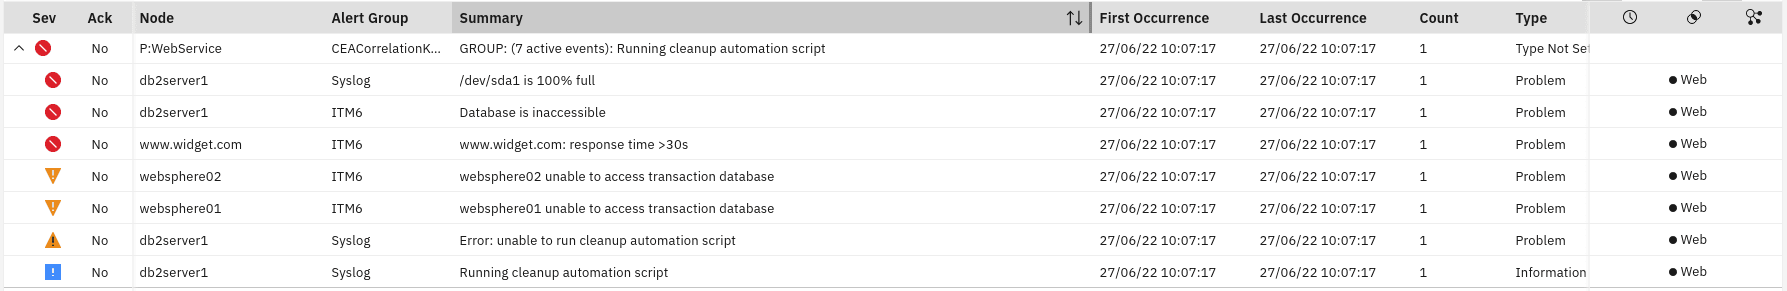 Sev Ack Node Alert Group Summary First Occurrence Last Occurrence Count Type
No P:WebService CEACorrelationK... GROUP: (7 active events): Running cleanup automation script 27/06/22 10:07:17 27/06/22 10:07:17 1 Type Not Set
No db2server1 Syslog /dev/sda1 is 100% full 27/06/22 10:07:17 27/06/22 10:07:17 1 Problem Web
No db2server1 ITM6 Database is inaccessible 27/06/22 10:07:17 27/06/22 10:07:17 1 Problem Web
No www.widget.com ITM6 www.widget.com: response time >30s 27/06/22 10:07:17 27/06/22 10:07:17 1 Problem Web
No websphere02 ITM6 websphere02 unable to access transaction database 27/06/22 10:07:17 27/06/22 10:07:17 1 Problem Web
No websphere01 ITM6 websphere01 unable to access transaction database 27/06/22 10:07:17 27/06/22 10:07:17 1 Problem Web
No db2server1 Syslog Error: unable to run cleanup automation script 27/06/22 10:07:17 27/06/22 10:07:17 1 Problem Web
No db2server1 Syslog Running cleanup automation script 27/06/22 10:07:17 27/06/22 10:07:17 1 Information Web